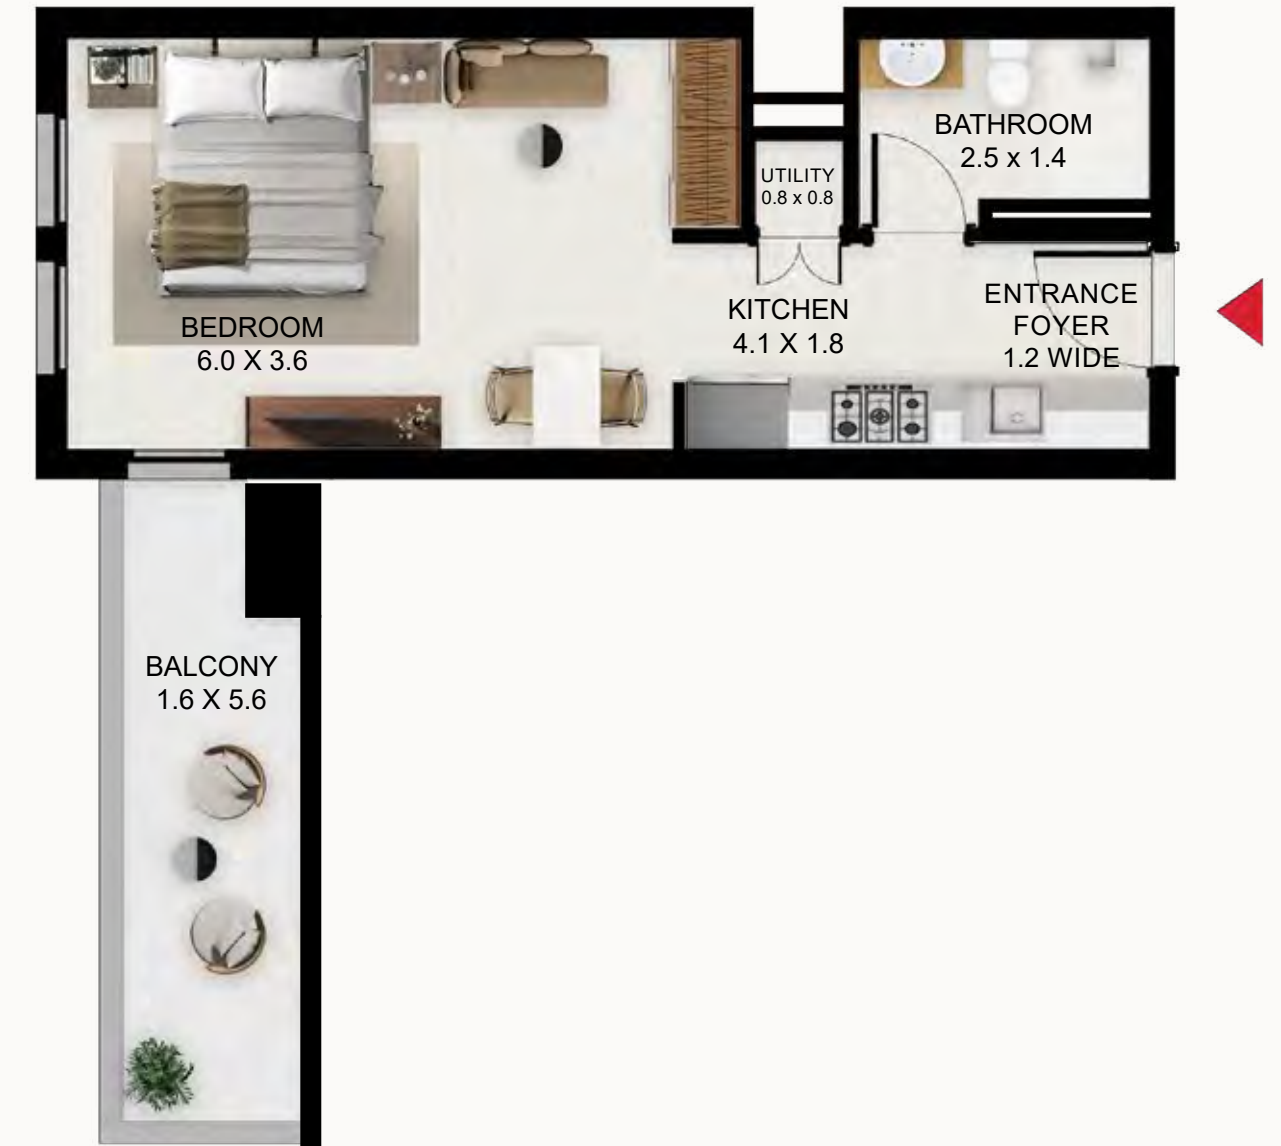 BATHROOM
2.5 x 1.4
UTILITY
0.8 x 0.8
ENTRANCE
FOYER
1.2 WIDE
KITCHEN
4.1 X 1.8
BEDROOM
6.0 X 3.6
BALCONY
1.6 X 5.6